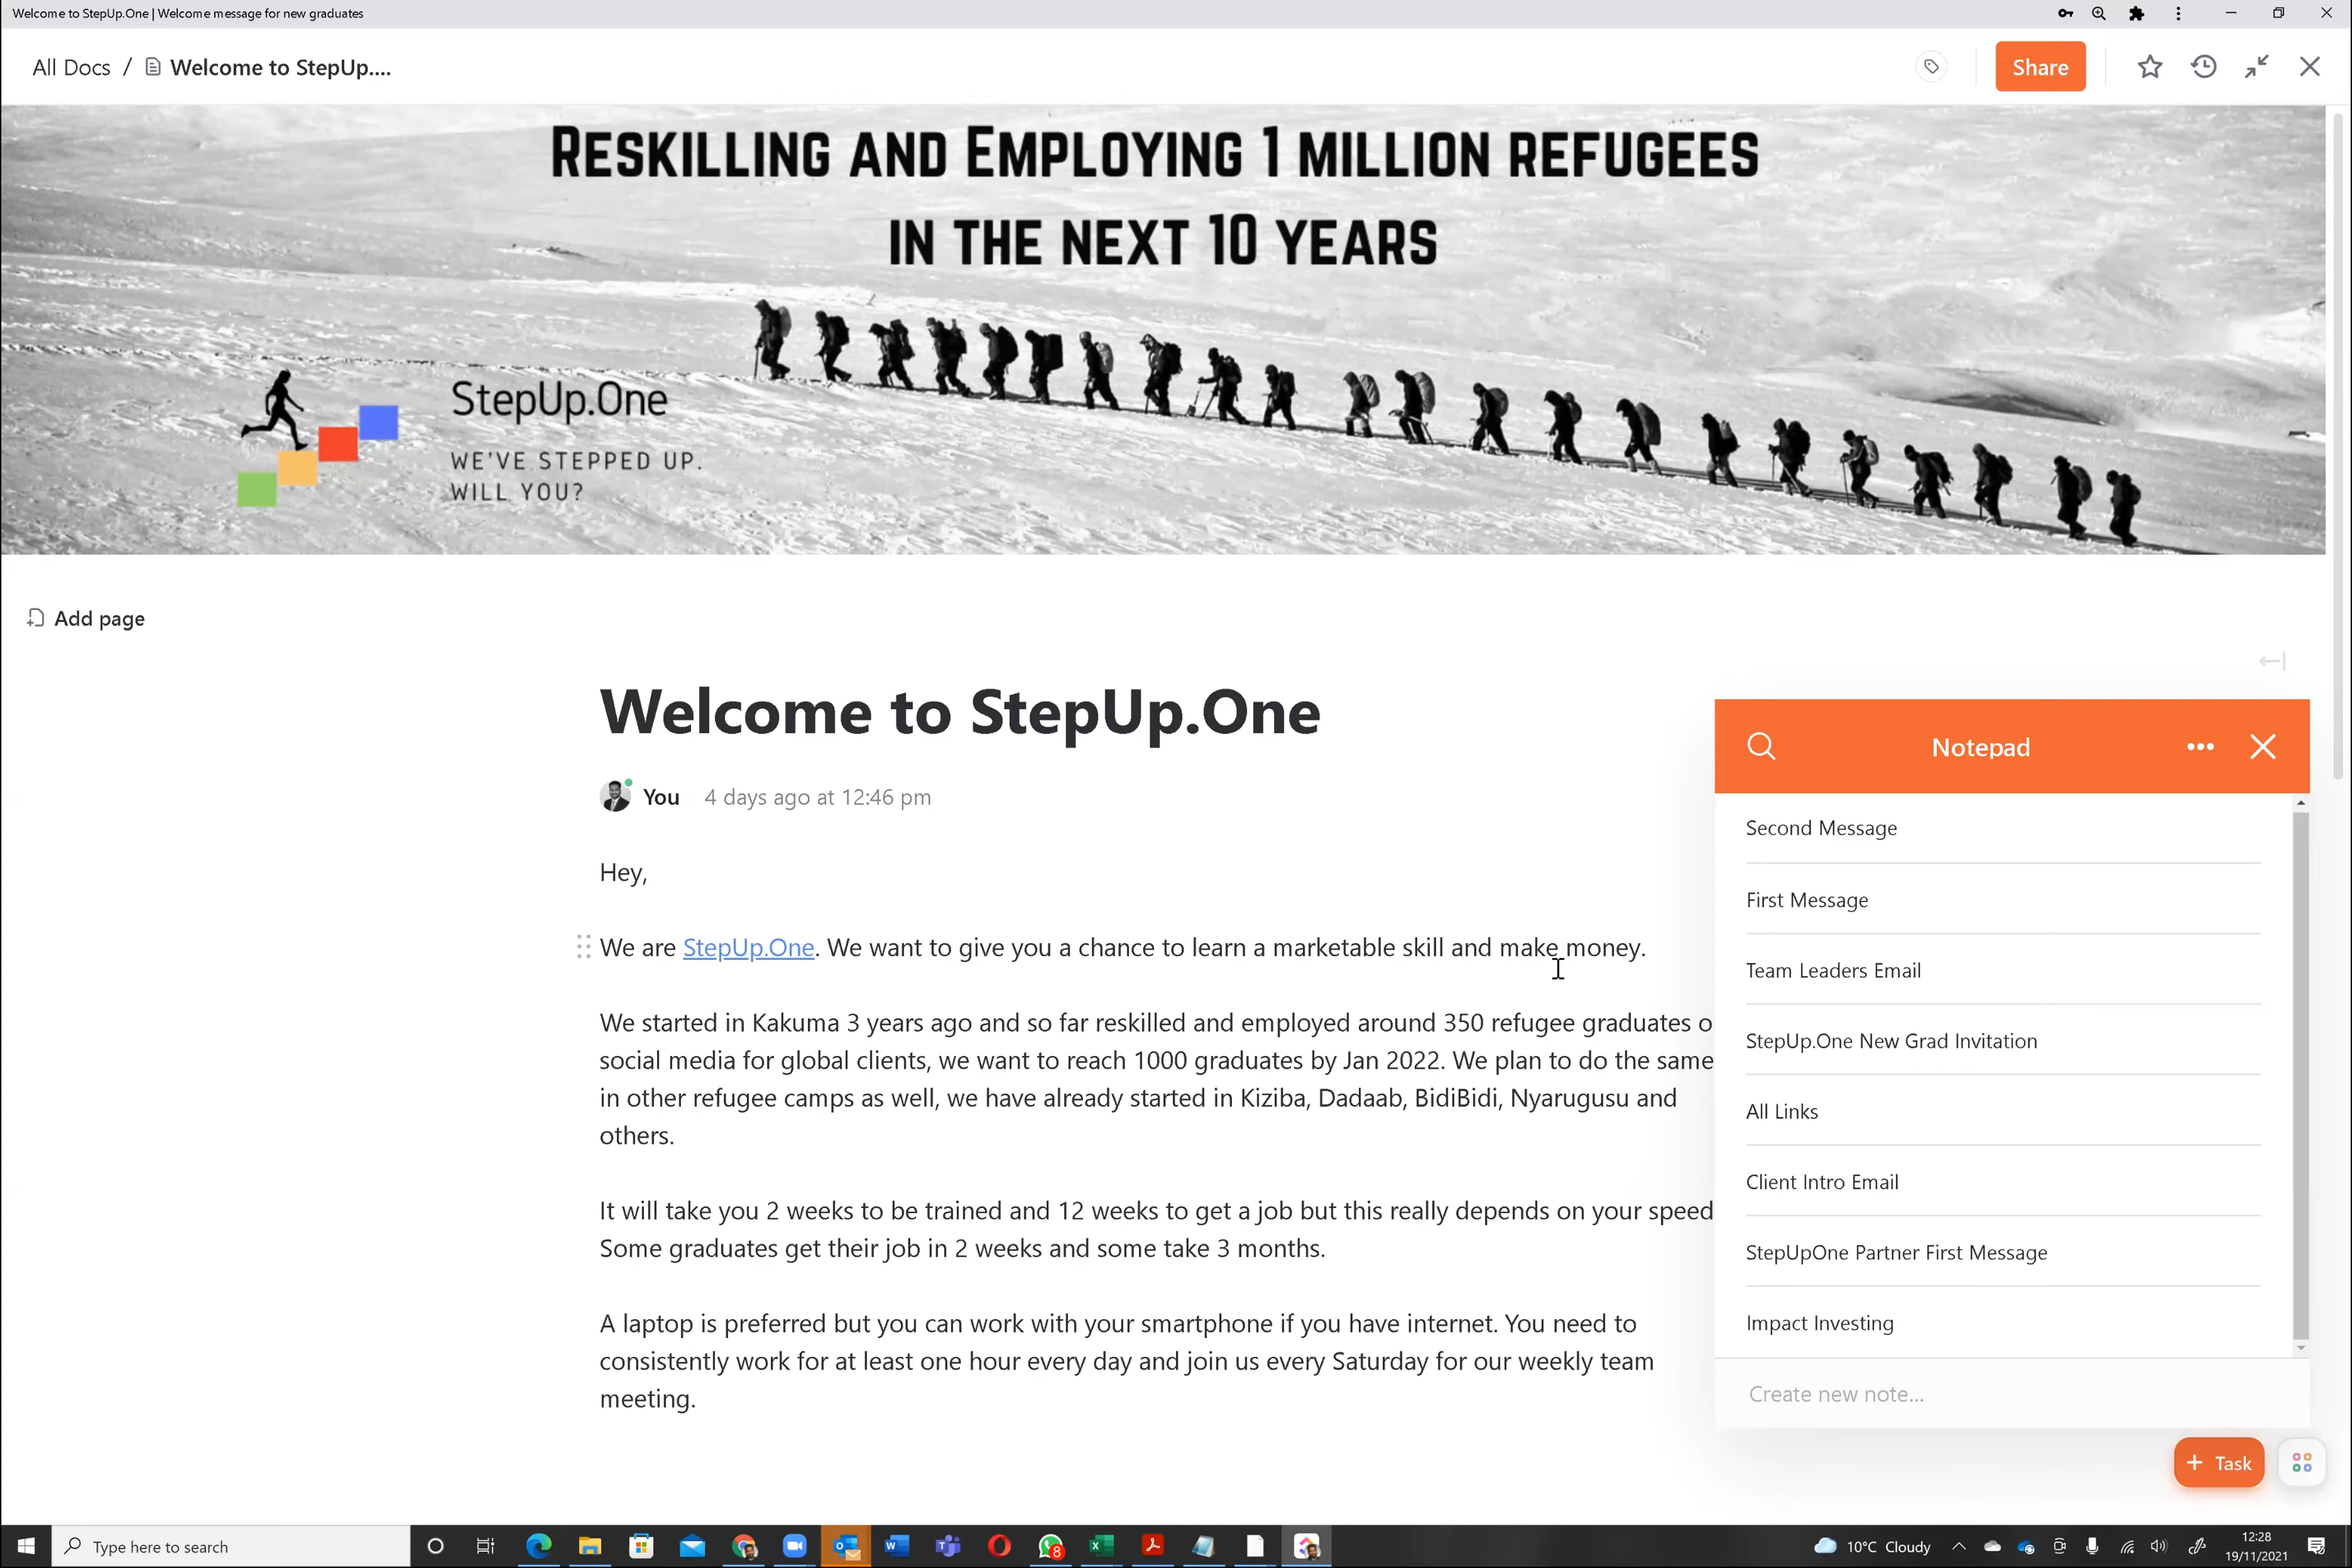 Welcome to StepUp.One | Welcome message for new graduates
All Docs / Welcome to StepUp....
Share
RESKILLING AND EMPLOYING 1 MILLION REFUGEES
IN THE NEXT 10 YEARS
StepUp.One
WE'VE STEPPED UP.
WILL YOU?
Add page
Welcome to StepUp.One
You 4 days ago at 12:46 pm
Hey,
We are StepUp.One. We want to give you a chance to learn a marketable skill and make money.
We started in Kakuma 3 years ago and so far reskilled and employed around 350 refugee graduates o
social media for global clients, we want to reach 1000 graduates by Jan 2022. We plan to do the same
in other refugee camps as well, we have already started in Kiziba, Dadaab, BidiBidi, Nyarugusu and
others.
It will take you 2 weeks to be trained and 12 weeks to get a job but this really depends on your speed
Some graduates get their job in 2 weeks and some take 3 months.
A laptop is preferred but you can work with your smartphone if you have internet. You need to
consistently work for at least one hour every day and join us every Saturday for our weekly team
meeting.
Notepad
Second Message
First Message
Team Leaders Email
StepUp.One New Grad Invitation
All Links
Client Intro Email
StepUpOne Partner First Message
Impact Investing
Create new note...
+ Task
Type here to search
8
10°C Cloudy
12:28
19/11/2021